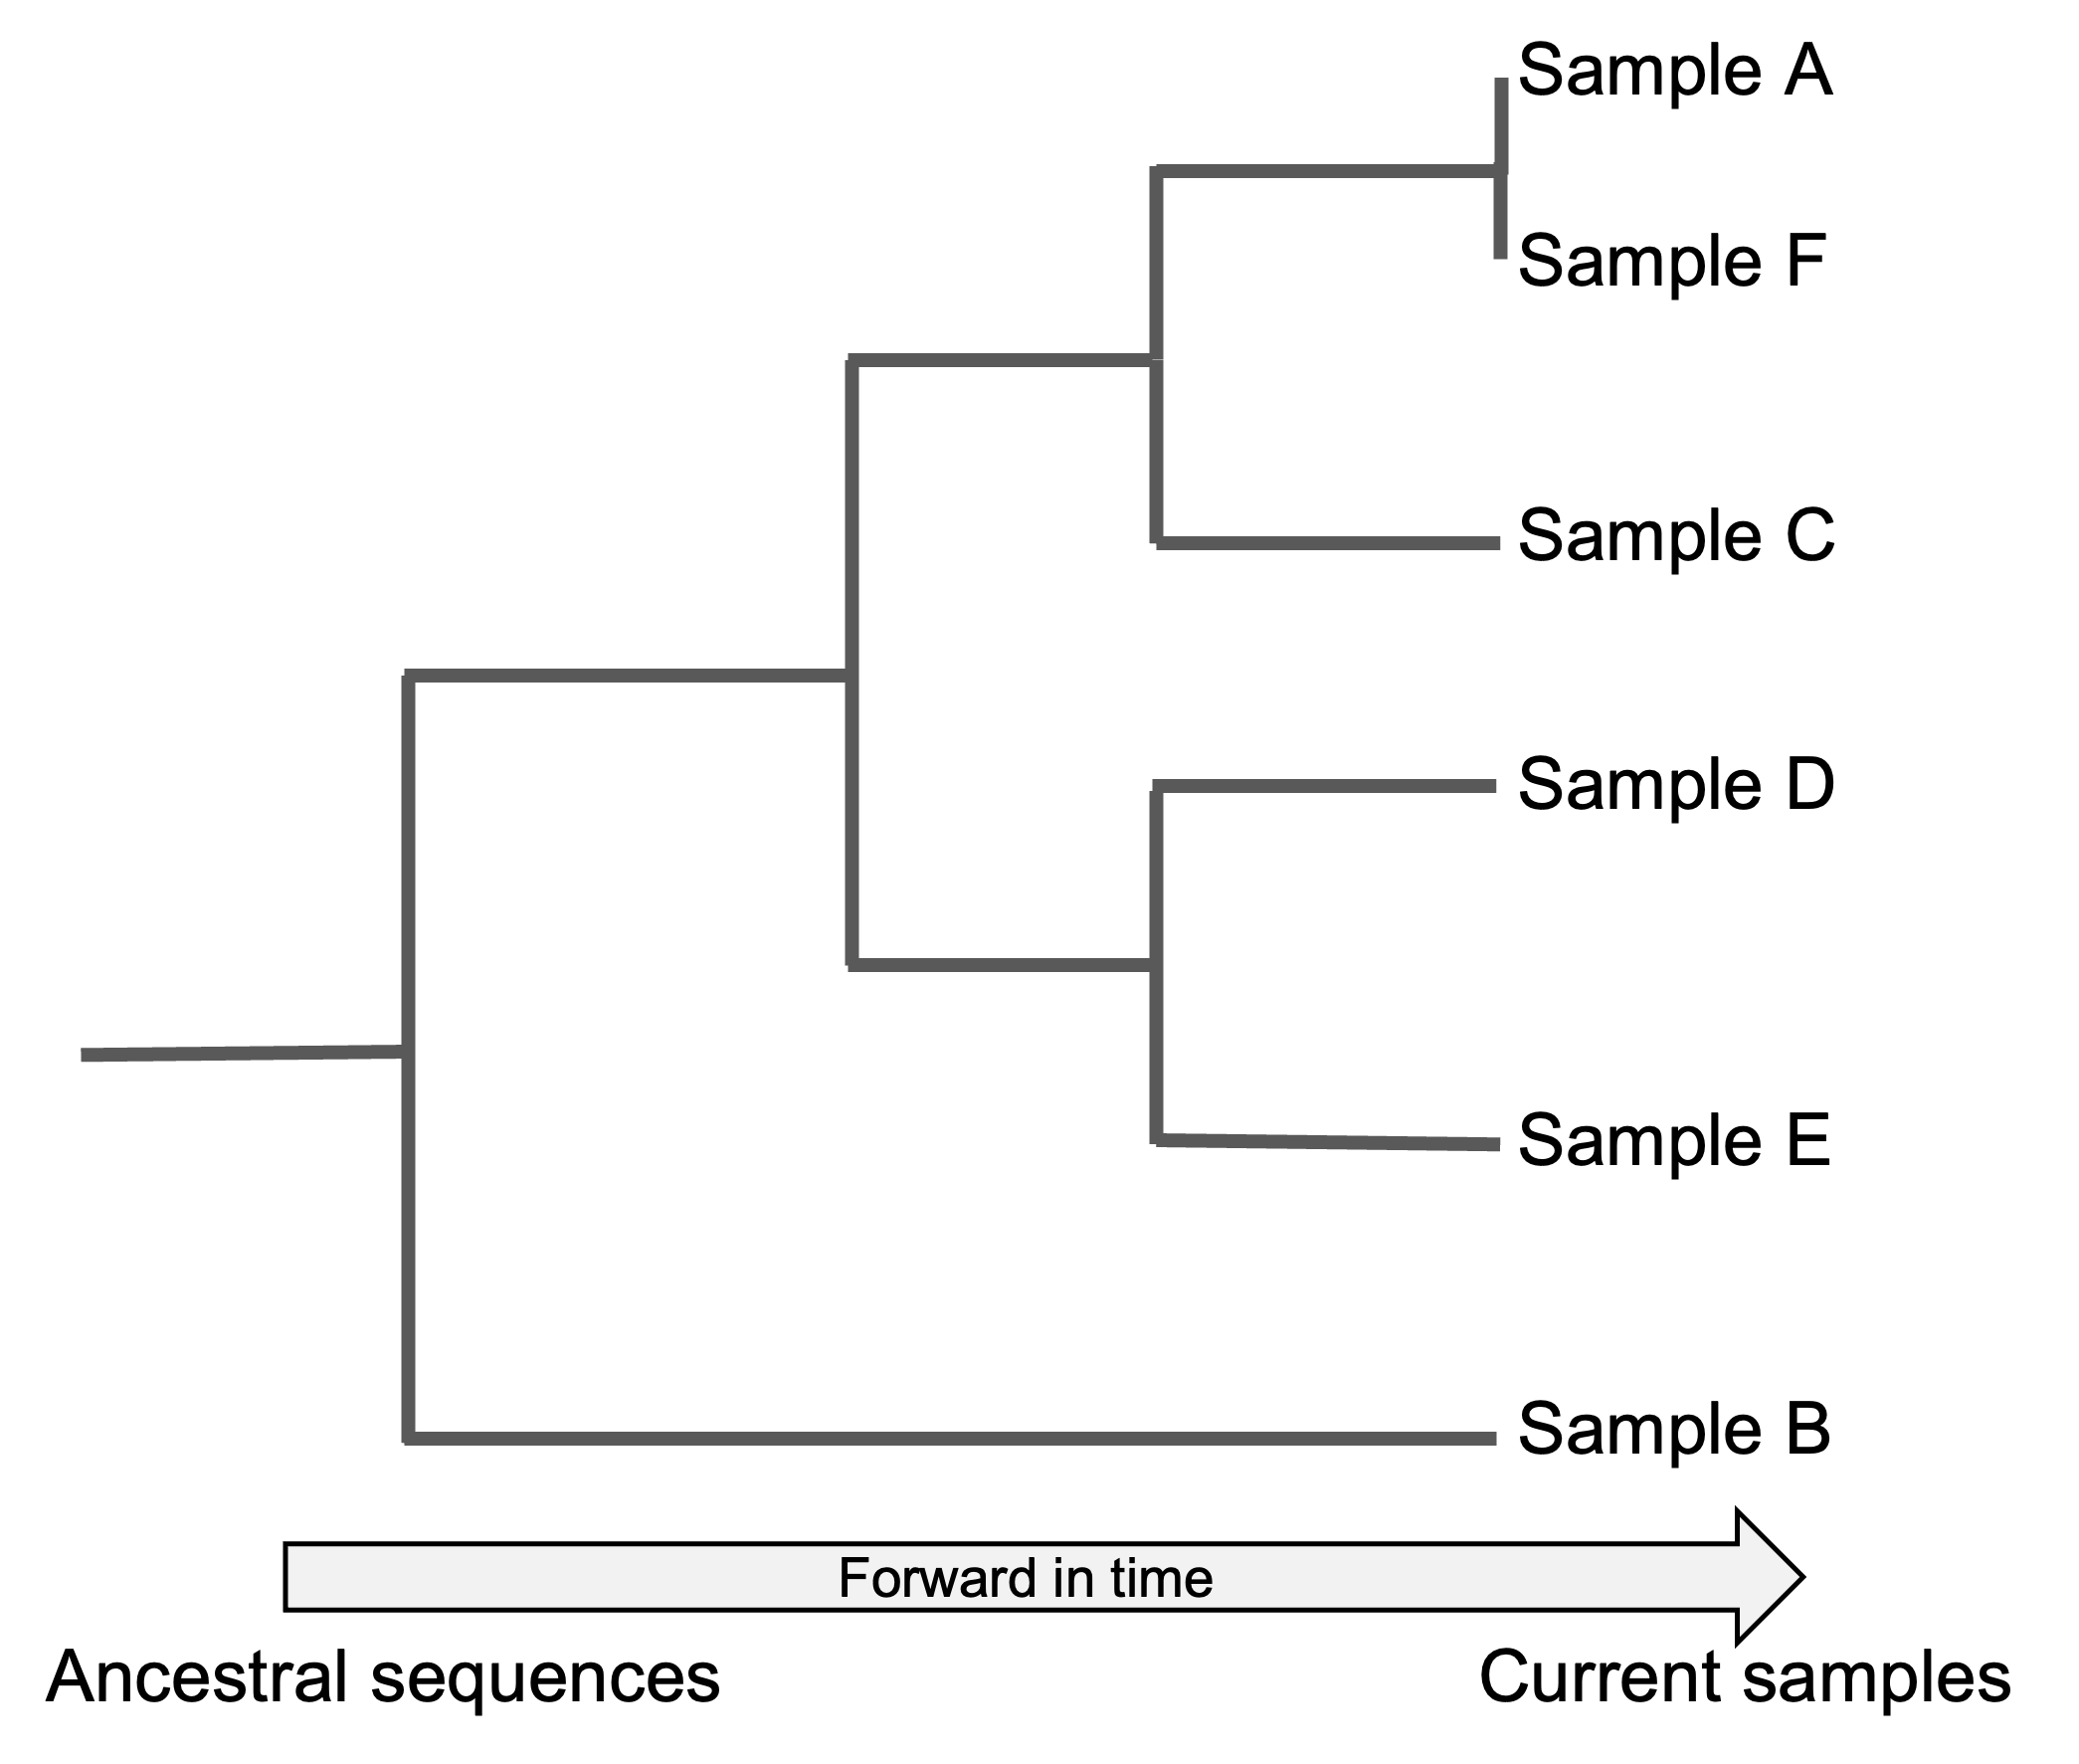 Sample A
Sample F
Sample C
Sample D
Sample E
Sample B
Forward in time
Ancestral sequences
Current samples